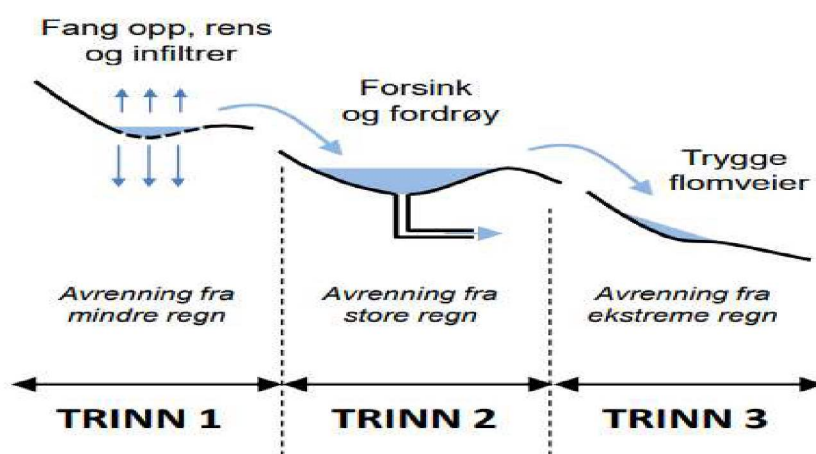 Fang opp, rens
og infiltrer
Forsink
og fordrøy
Trygge
flomveier
Avrenning fra
mindre regn
Avrenning fra
store regn
Avrenning fra
ekstreme regn
TRINN 1
TRINN 2
TRINN 3